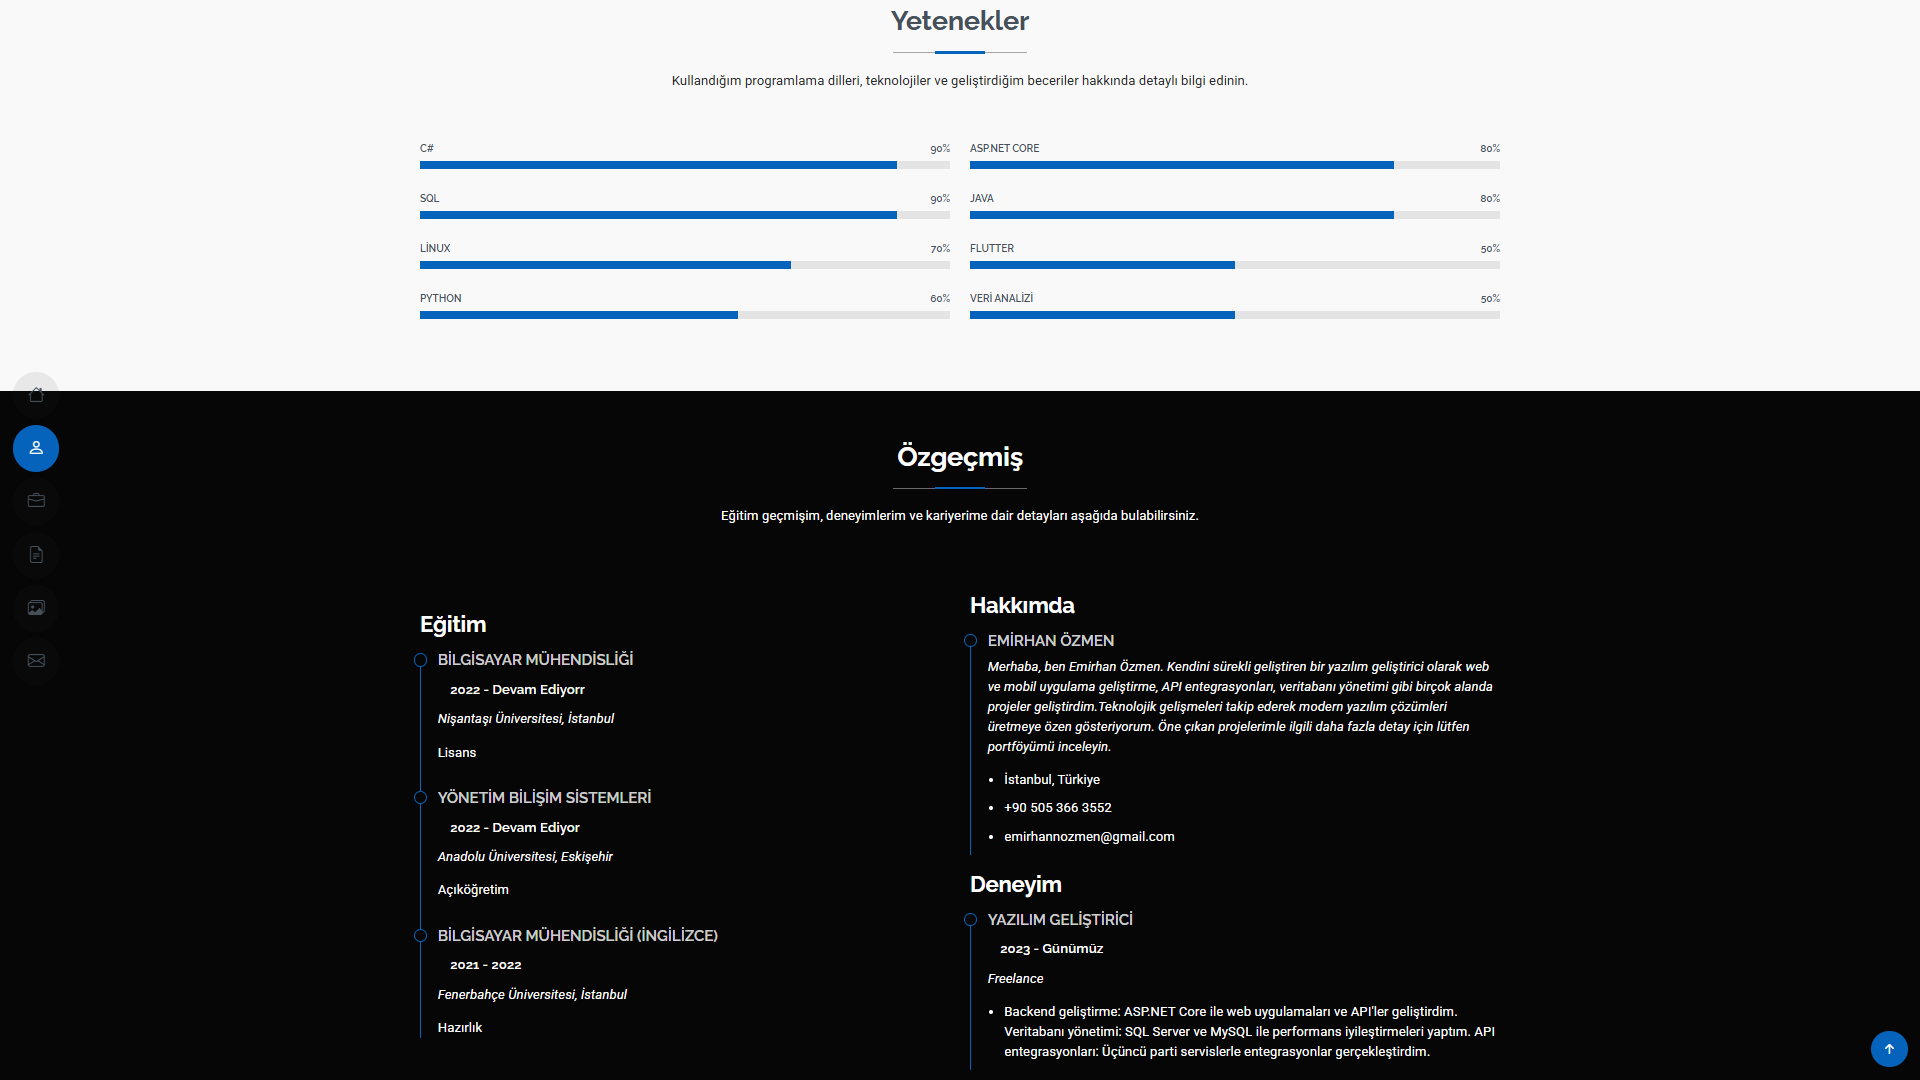 Yetenekler
Kullandığım programlama dilleri, teknolojiler ve geliştirdiğim beceriler hakkında detaylı bilgi edinin.
C# 90%
ASP.NET CORE 80%
SQL 90%
JAVA 80%
LİNUX 70%
FLUTTER 50%
PYTHON 60%
VERİ ANALİZİ 50%
Özgeçmiş
Eğitim geçmişim, deneyimlerim ve kariyerime dair detayları aşağıda bulabilirsiniz.
Eğitim
BİLGİSAYAR MÜHENDİSLİĞİ
2022 - Devam Ediyorr
Nişantaşı Üniversitesi, İstanbul
Lisans
YÖNETİM BİLİŞİM SİSTEMLERİ
2022 - Devam Ediyor
Anadolu Üniversitesi, Eskişehir
Açıköğretim
BİLGİSAYAR MÜHENDİSLİĞİ (İNGİLİZCE)
2021 - 2022
Fenerbahçe Üniversitesi, İstanbul
Hazırlık
Hakkımda
EMİRHAN ÖZMEN
Merhaba, ben Emirhan Özmen. Kendini sürekli geliştiren bir yazılım geliştirici olarak web
ve mobil uygulama geliştirme, API entegrasyonları, veritabanı yönetimi gibi birçok alanda
projeler geliştirdim.Teknolojik gelişmeleri takip ederek modern yazılım çözümleri
üretmeye özen gösteriyorum. Öne çıkan projelerimle ilgili daha fazla detay için lütfen
portföyümü inceleyin.
• İstanbul, Türkiye
• +90 505 366 3552
• emirhannozmen@gmail.com
Deneyim
YAZILIM GELİŞTİRİCİ
2023 - Günümüz
Freelance
• Backend geliştirme: ASP.NET Core ile web uygulamaları ve API'ler geliştirdim.
Veritabanı yönetimi: SQL Server ve MySQL ile performans iyileştirmeleri yaptım. API
entegrasyonları: Üçüncü parti servislerle entegrasyonlar gerçekleştirdim.